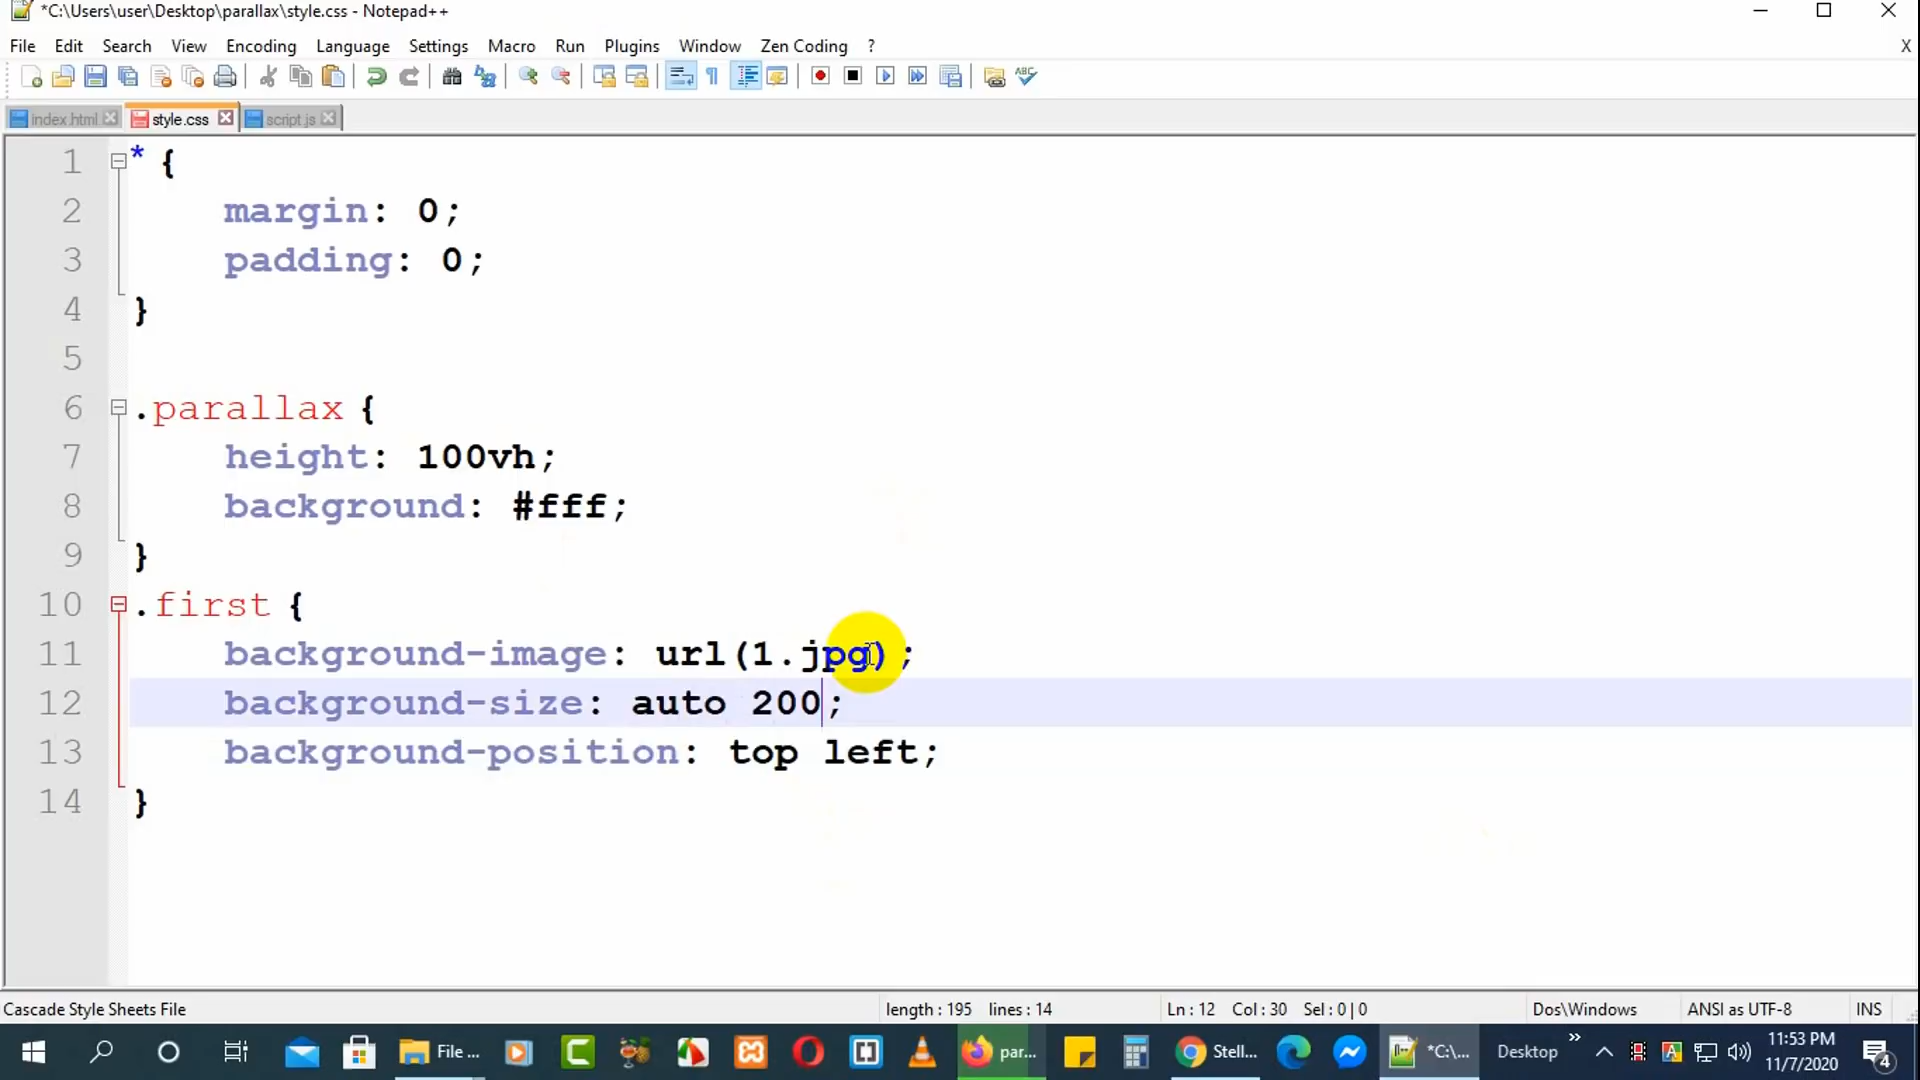 *C:\Users\user\Desktop\parallax\style.css - Notepad++
File Edit Search View Encoding Language Settings Macro Run Plugins Window Zen Coding ? X
index.html style.css script.js
1 * {
2 margin: 0;
3 padding: 0;
4 }
5
6 .parallax {
7 height: 100vh;
8 background: #fff;
9 }
10 .first {
11 background-image: url(1.jpg);
12 background-size: auto 200;
13 background-position: top left;
14 }
Cascade Style Sheets File length : 195 lines : 14 Ln : 12 Col : 30 Sel : 0 | 0 Dos\Windows ANSI as UTF-8 INS
File ... par... Stell... *C:\... Desktop 11:53 PM
11/7/2020 4